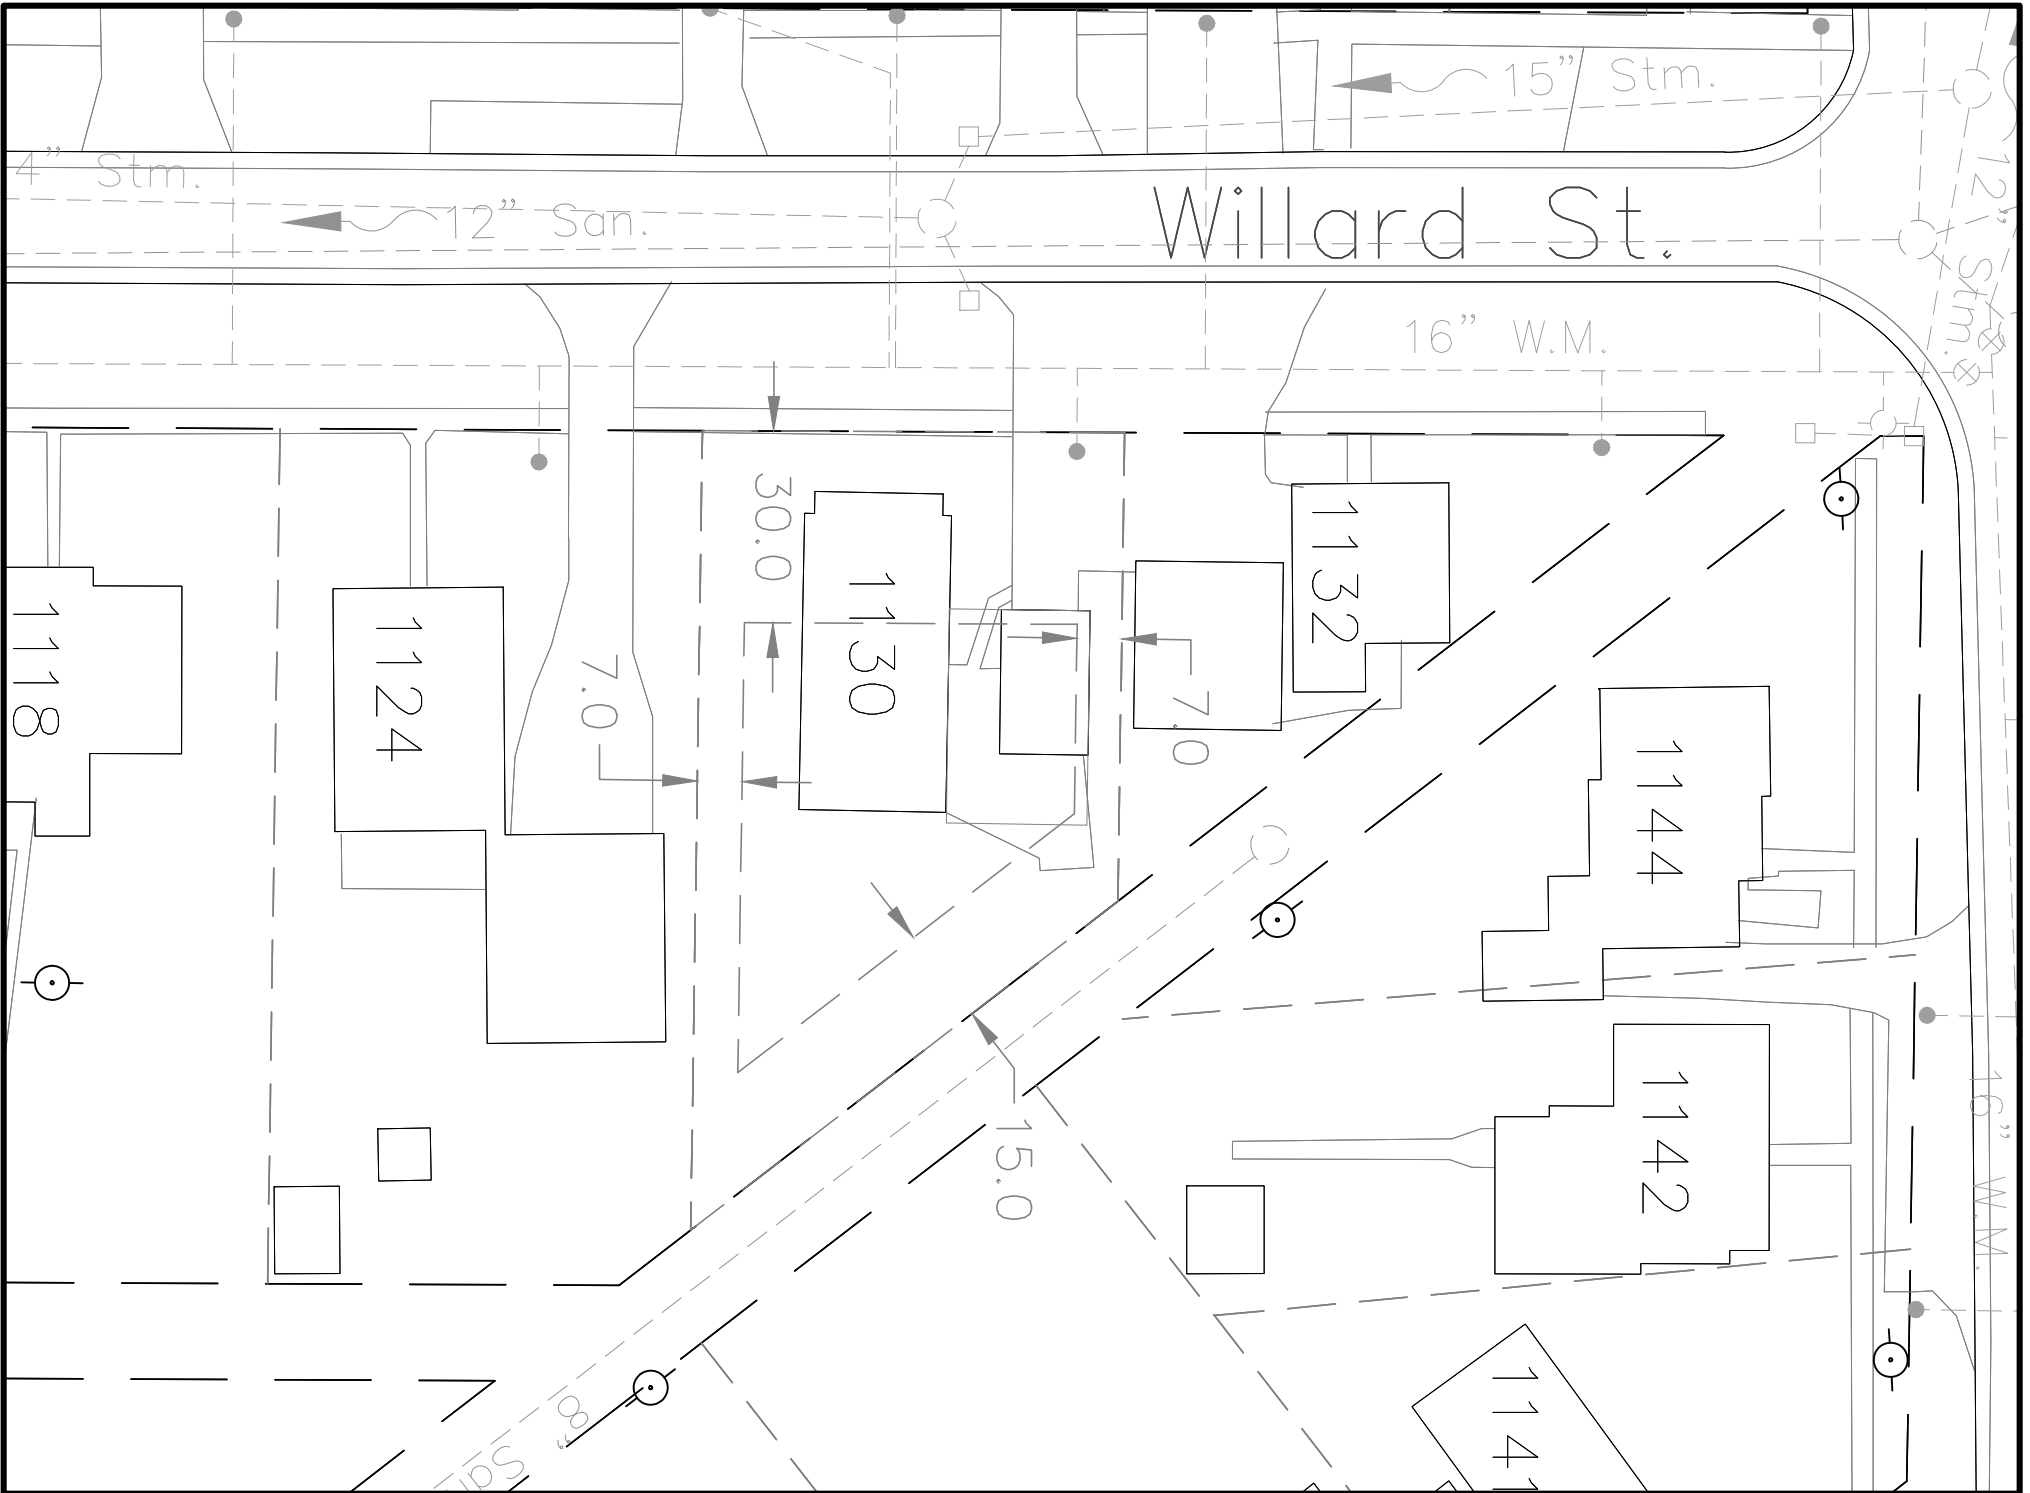 15” Stm.
4” Stm.
12” San.
Willard St.
12” Stm.
16” W.M.
30.0
1132
1130
1118
1124
7.0
7.0
1144
15.0
1142
16” W.M.
1141
8” San